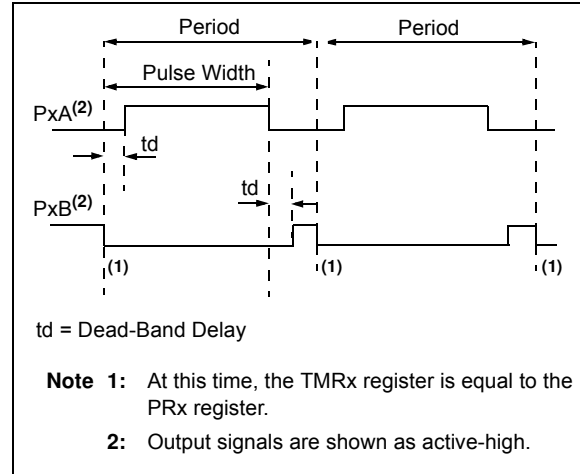 Period Period
Pulse Width
PxA(2)
td
td
PxB(2)
(1) (1) (1)
td = Dead-Band Delay
Note 1: At this time, the TMRx register is equal to the
PRx register.
2: Output signals are shown as active-high.